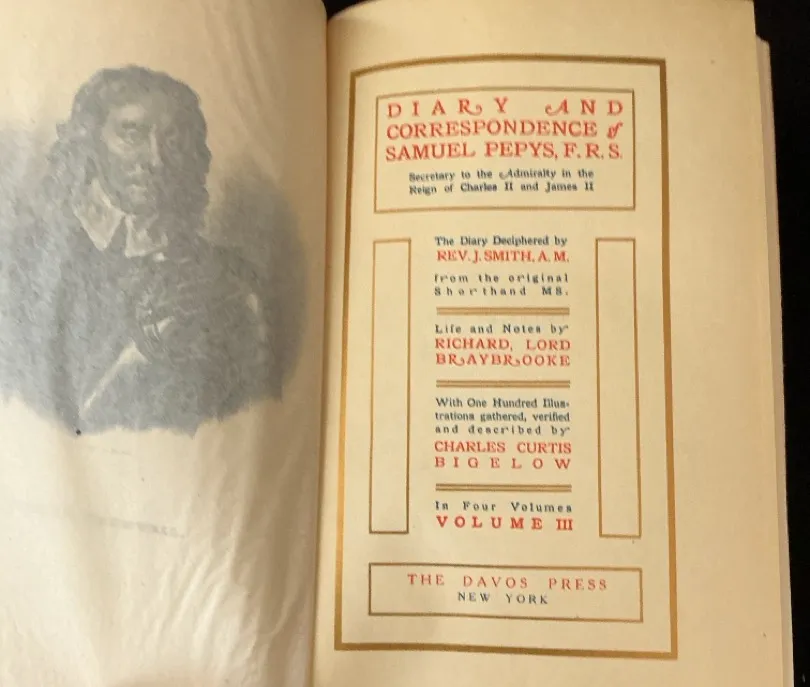 DIARY AND
CORRESPONDENCE of
SAMUEL PEPYS, F.R.S.
Secretary to the Admiralty in the
Reign of Charles II and James II
The Diary Deciphered by
REV. J. SMITH, A.M.
from the original
Shorthand MS.
Life and Notes by
RICHARD, LORD
BRAYBROOKE
With One Hundred Illus-
trations gathered, verified
and described by
CHARLES CURTIS
BIGELOW
In Four Volumes
VOLUME III
THE DAVOS PRESS
NEW YORK